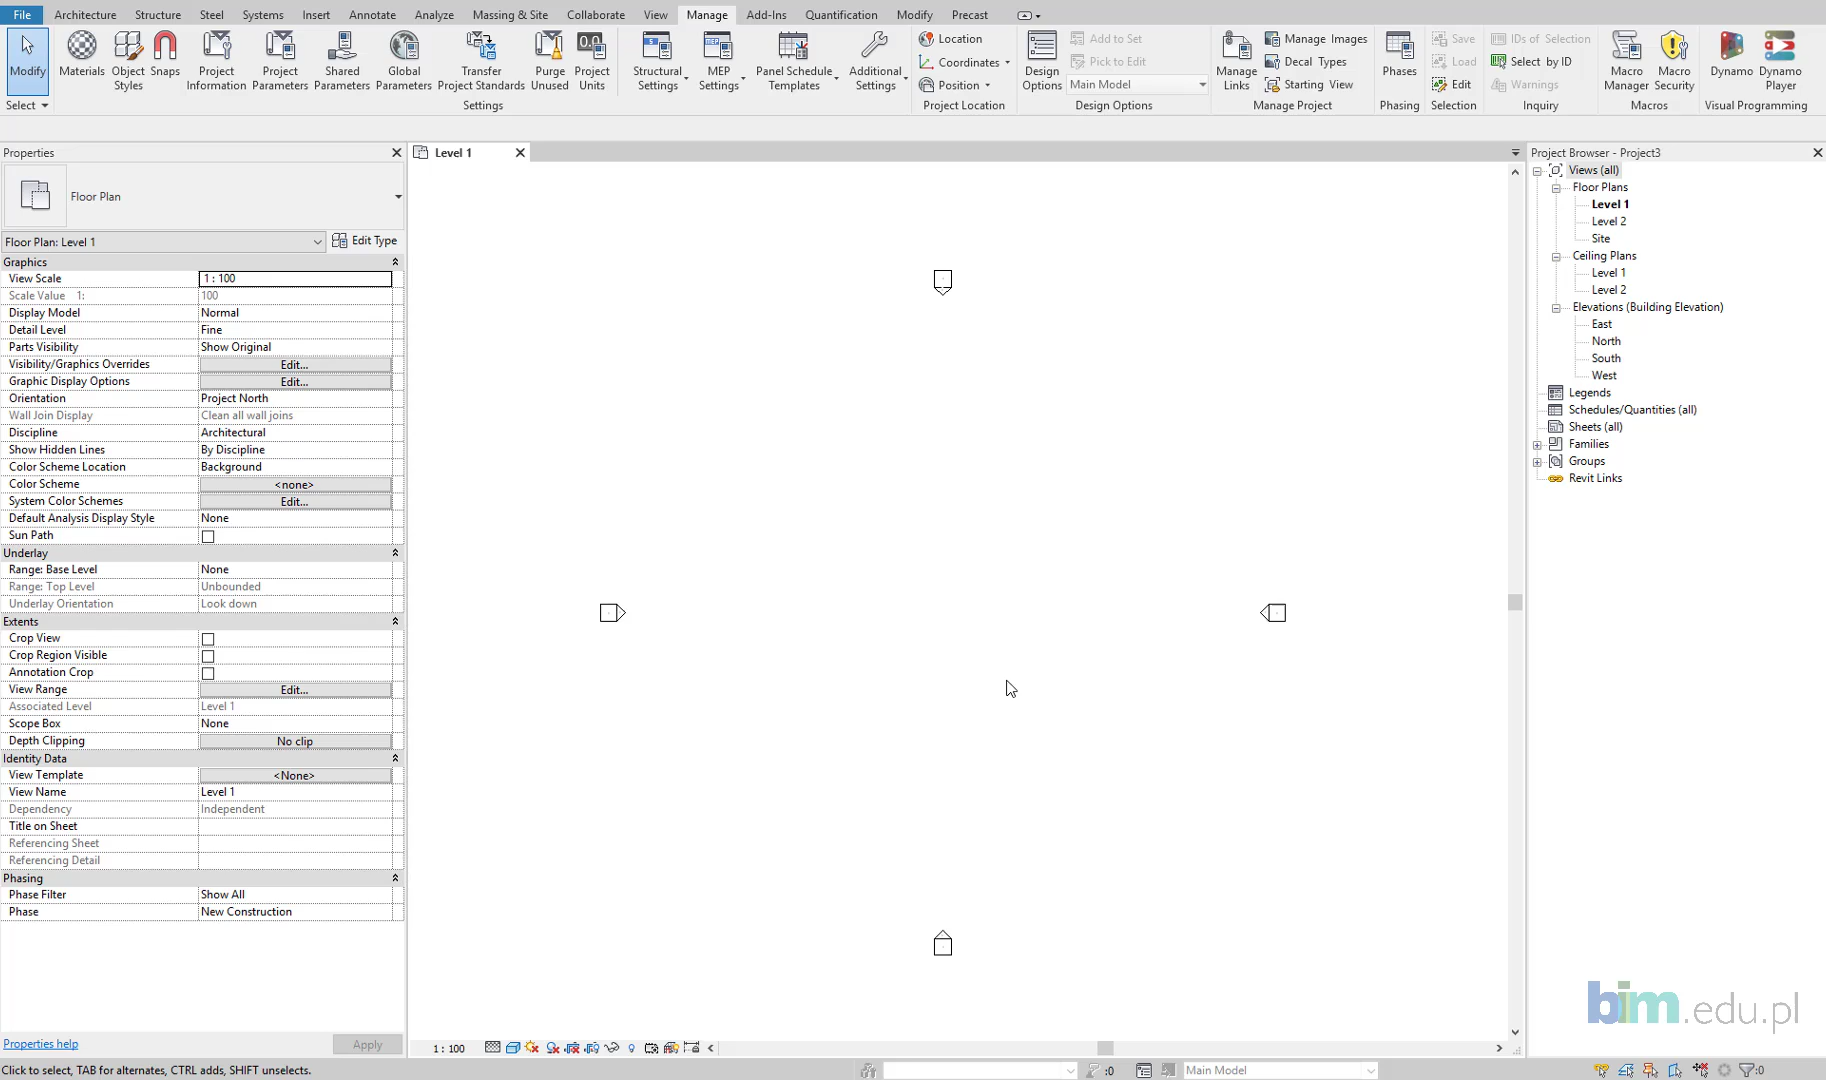 File Architecture Structure Steel Systems Insert Annotate Analyze Massing & Site Collaborate View Manage Add-Ins Quantification Modify Precast
Modify
Materials
Object Styles
Snaps
Project Information
Project Parameters
Shared Parameters
Global Parameters
Transfer Project Standards
Purge Unused
Project Units
Structural Settings
MEP Settings
Panel Schedule Templates
Additional Settings
Location
Coordinates
Position
Design Options
Add to Set
Pick to Edit
Main Model
Manage Links
Manage Images
Decal Types
Starting View
Phases
Save
Load
Edit
IDs of Selection
Select by ID
Warnings
Macro Manager
Macro Security
Dynamo
Dynamo Player
Select
Settings
Project Location
Design Options
Manage Project
Phasing
Selection
Inquiry
Macros
Visual Programming
Properties
Floor Plan
Floor Plan: Level 1
Edit Type
Graphics
View Scale 1 : 100
Scale Value 1: 100
Display Model Normal
Detail Level Fine
Parts Visibility Show Original
Visibility/Graphics Overrides Edit...
Graphic Display Options Edit...
Orientation Project North
Wall Join Display Clean all wall joins
Discipline Architectural
Show Hidden Lines By Discipline
Color Scheme Location Background
Color Scheme <none>
System Color Schemes Edit...
Default Analysis Display Style None
Sun Path
Underlay
Range: Base Level None
Range: Top Level Unbounded
Underlay Orientation Look down
Extents
Crop View
Crop Region Visible
Annotation Crop
View Range Edit...
Associated Level Level 1
Scope Box None
Depth Clipping No clip
Identity Data
View Template <None>
View Name Level 1
Dependency Independent
Title on Sheet
Referencing Sheet
Referencing Detail
Phasing
Phase Filter Show All
Phase New Construction
Properties help
Apply
Level 1
1 : 100
Project Browser - Project3
Views (all)
Floor Plans
Level 1
Level 2
Site
Ceiling Plans
Level 1
Level 2
Elevations (Building Elevation)
East
North
South
West
Legends
Schedules/Quantities (all)
Sheets (all)
Families
Groups
Revit Links
bim.edu.pl
Click to select, TAB for alternates, CTRL adds, SHIFT unselects.
:0
Main Model
:0